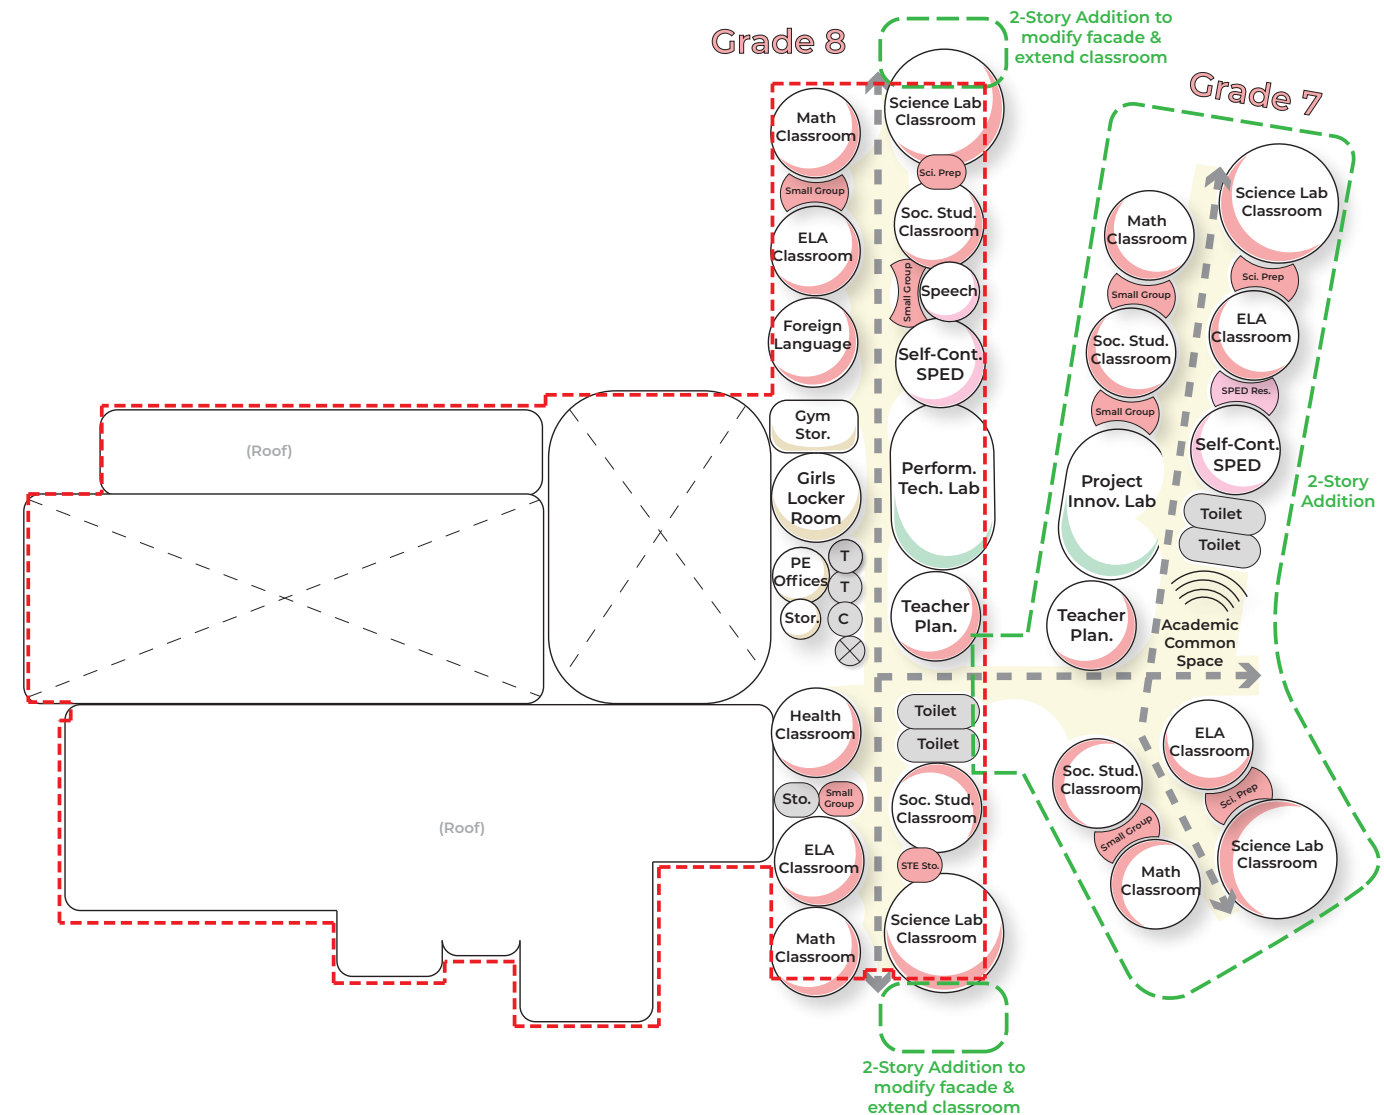 2-Story Addition to
modify facade &
extend classroom
Grade 8
Grade 7
Math
Classroom
Small Group
ELA
Classroom
Foreign
Language
Gym
Stor.
Girls
Locker
Room
PE
Offices
Stor.
T
T
C
Health
Classroom
Sto.
Small
Group
ELA
Classroom
Math
Classroom
Science Lab
Classroom
Sci. Prep
Soc. Stud.
Classroom
Small Group
Speech
Self-Cont.
SPED
Perform.
Tech. Lab
Teacher
Plan.
Toilet
Toilet
Soc. Stud.
Classroom
STE Sto.
Science Lab
Classroom
(Roof)
(Roof)
Math
Classroom
Small Group
Soc. Stud.
Classroom
Small Group
Project
Innov. Lab
Teacher
Plan.
Science Lab
Classroom
Sci. Prep
ELA
Classroom
SPED Res.
Self-Cont.
SPED
Toilet
Toilet
Academic
Common
Space
2-Story
Addition
Soc. Stud.
Classroom
Small Group
Math
Classroom
ELA
Classroom
Sci. Prep
Science Lab
Classroom
2-Story Addition to
modify facade &
extend classroom